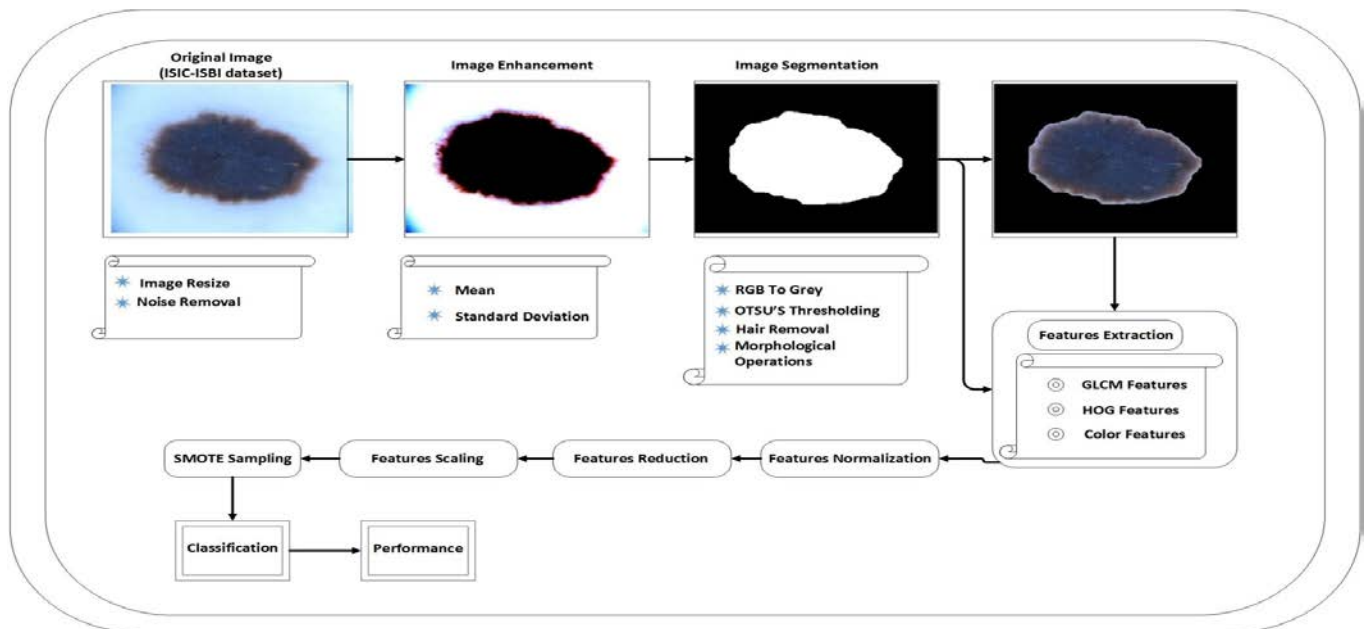 Original Image
(ISIC-ISBI dataset)
Image Enhancement
Image Segmentation
Image Resize
Noise Removal
Mean
Standard Deviation
RGB To Grey
OTSU'S Thresholding
Hair Removal
Morphological
Operations
Features Extraction
GLCM Features
HOG Features
Color Features
SMOTE Sampling
Features Scaling
Features Reduction
Features Normalization
Classification
Performance